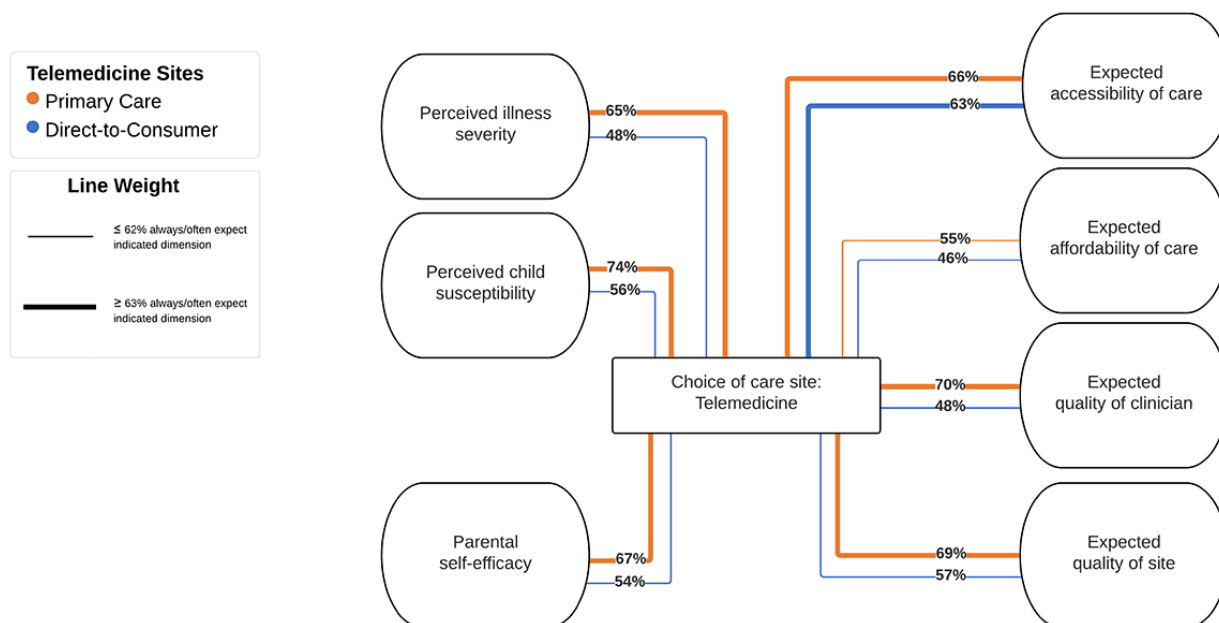 Telemedicine Sites
Primary Care
Direct-to-Consumer
Line Weight
≤ 62% always/often expect
indicated dimension
≥ 63% always/often expect
indicated dimension
Perceived illness
severity
65%
48%
Perceived child
susceptibility
74%
56%
Parental
self-efficacy
67%
54%
Choice of care site:
Telemedicine
66%
63%
Expected
accessibility of care
55%
46%
Expected
affordability of care
70%
48%
Expected
quality of clinician
69%
57%
Expected
quality of site